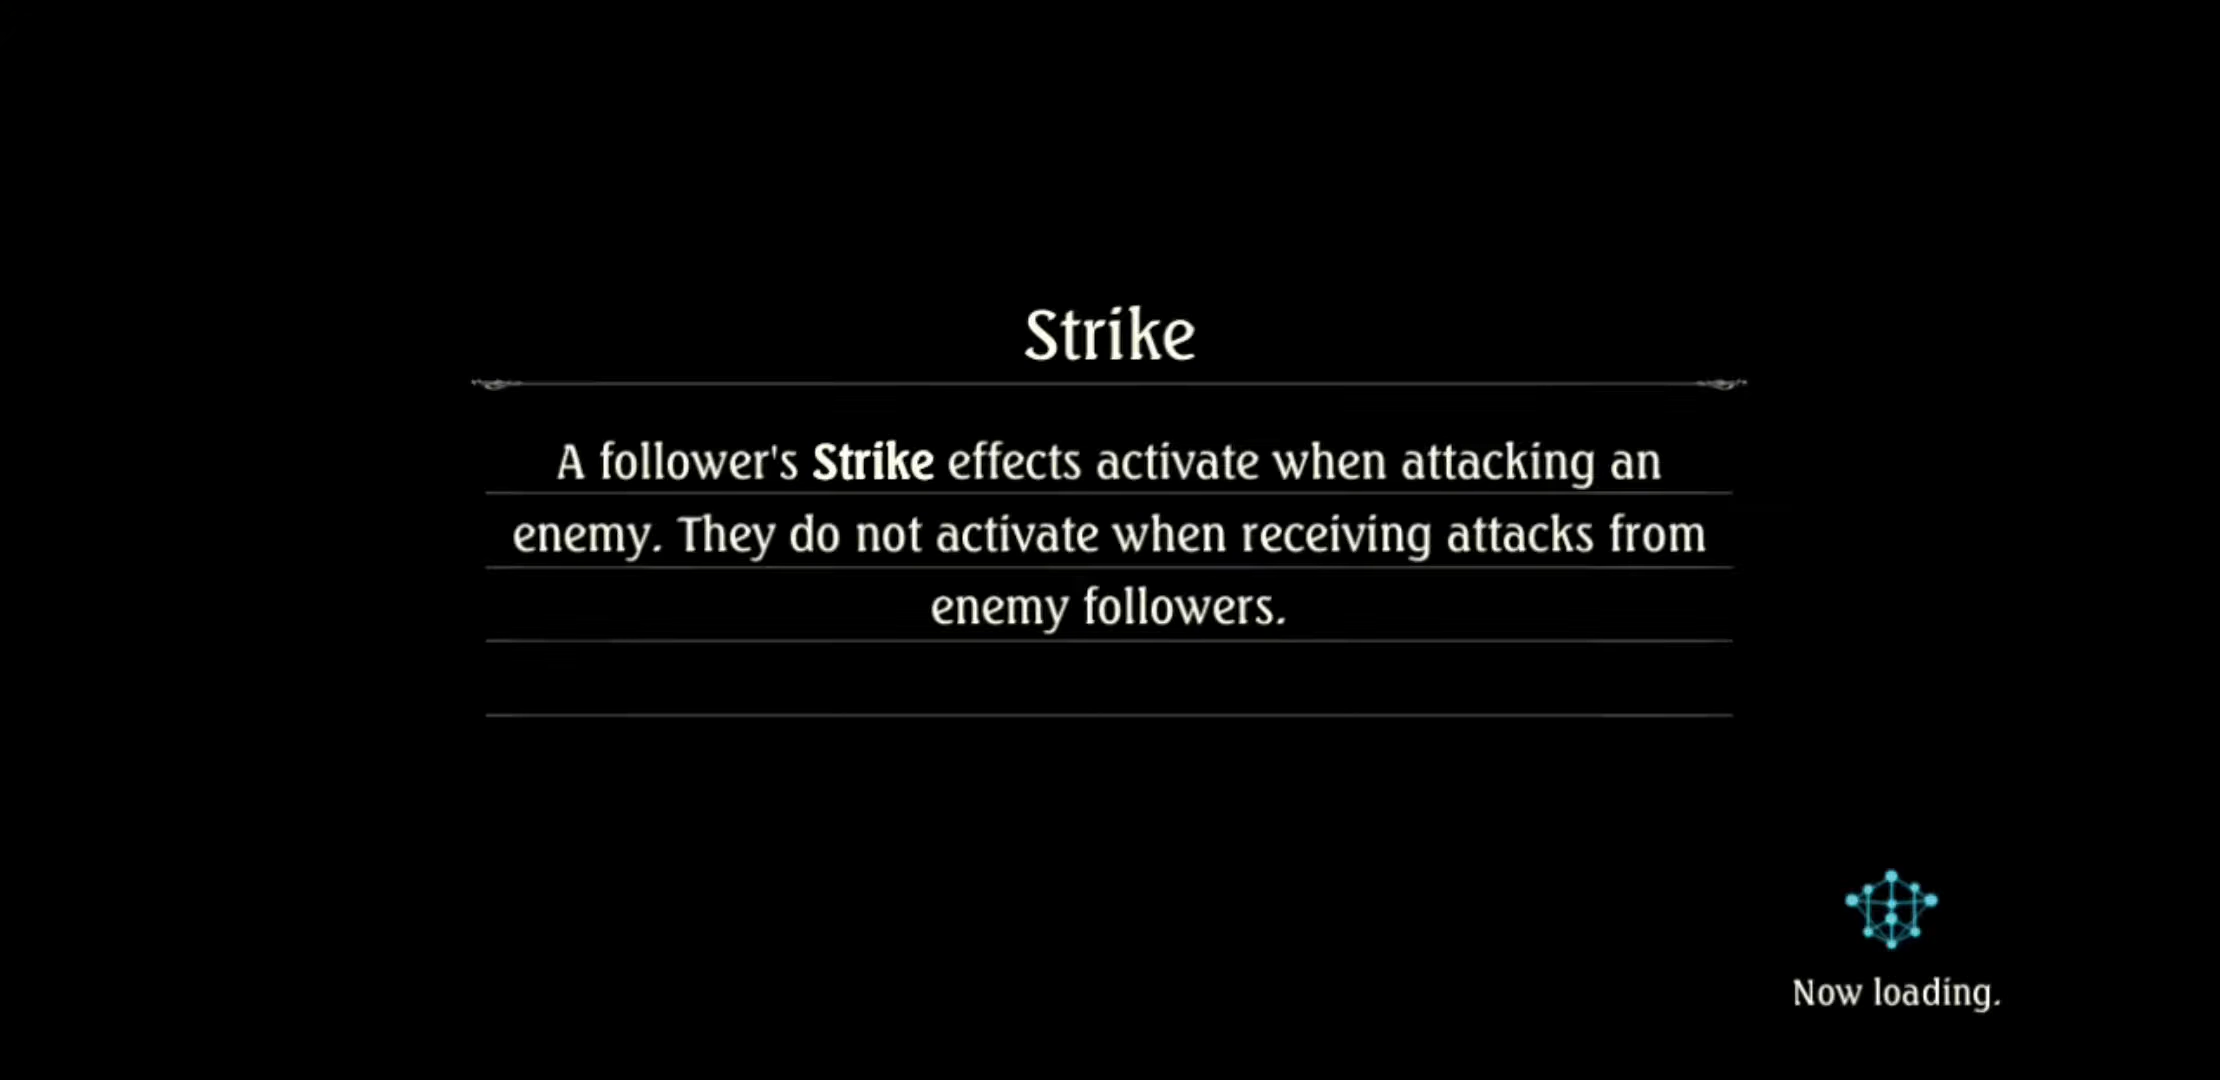 Strike
A follower's Strike effects activate when attacking an
enemy. They do not activate when receiving attacks from
enemy followers.
Now loading.